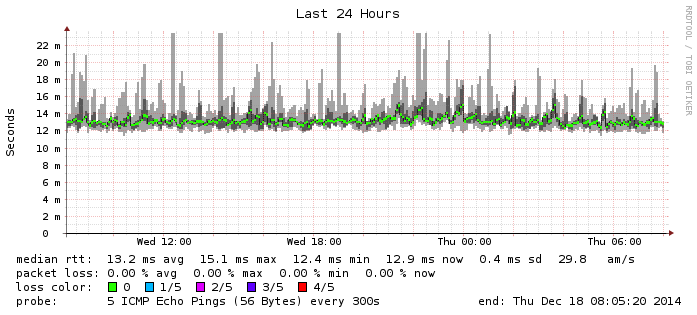 Last 24 Hours
RRDTOOL / TOBI OETIKER
Seconds
22 m
20 m
18 m
16 m
14 m
12 m
10 m
8 m
6 m
4 m
2 m
0
Wed 12:00 Wed 18:00 Thu 00:00 Thu 06:00
median rtt: 13.2 ms avg 15.1 ms max 12.4 ms min 12.9 ms now 0.4 ms sd 29.8 am/s
packet loss: 0.00 % avg 0.00 % max 0.00 % min 0.00 % now
loss color: 0 1/5 2/5 3/5 4/5
probe: 5 ICMP Echo Pings (56 Bytes) every 300s end: Thu Dec 18 08:05:20 2014